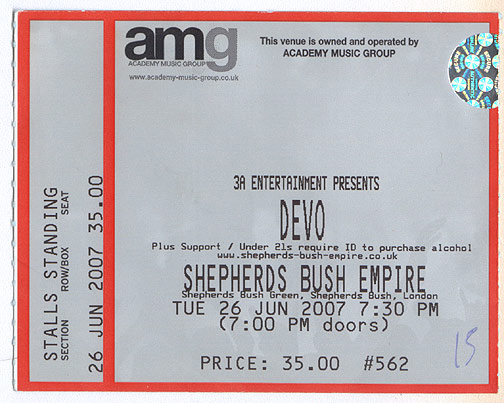 amg
ACADEMY MUSIC GROUP
www.academy-music-group.co.uk
This venue is owned and operated by
ACADEMY MUSIC GROUP
3A ENTERTAINMENT PRESENTS
DEVO
Plus Support / Under 21s require ID to purchase alcohol
www.shepherds-bush-empire.co.uk
SHEPHERDS BUSH EMPIRE
Shepherds Bush Green, Shepherds Bush, London
TUE 26 JUN 2007 7:30 PM
(7:00 PM doors)
PRICE: 35.00 #562
15
STALLS STANDING
SECTION ROW/BOX SEAT
26 JUN 2007 35.00